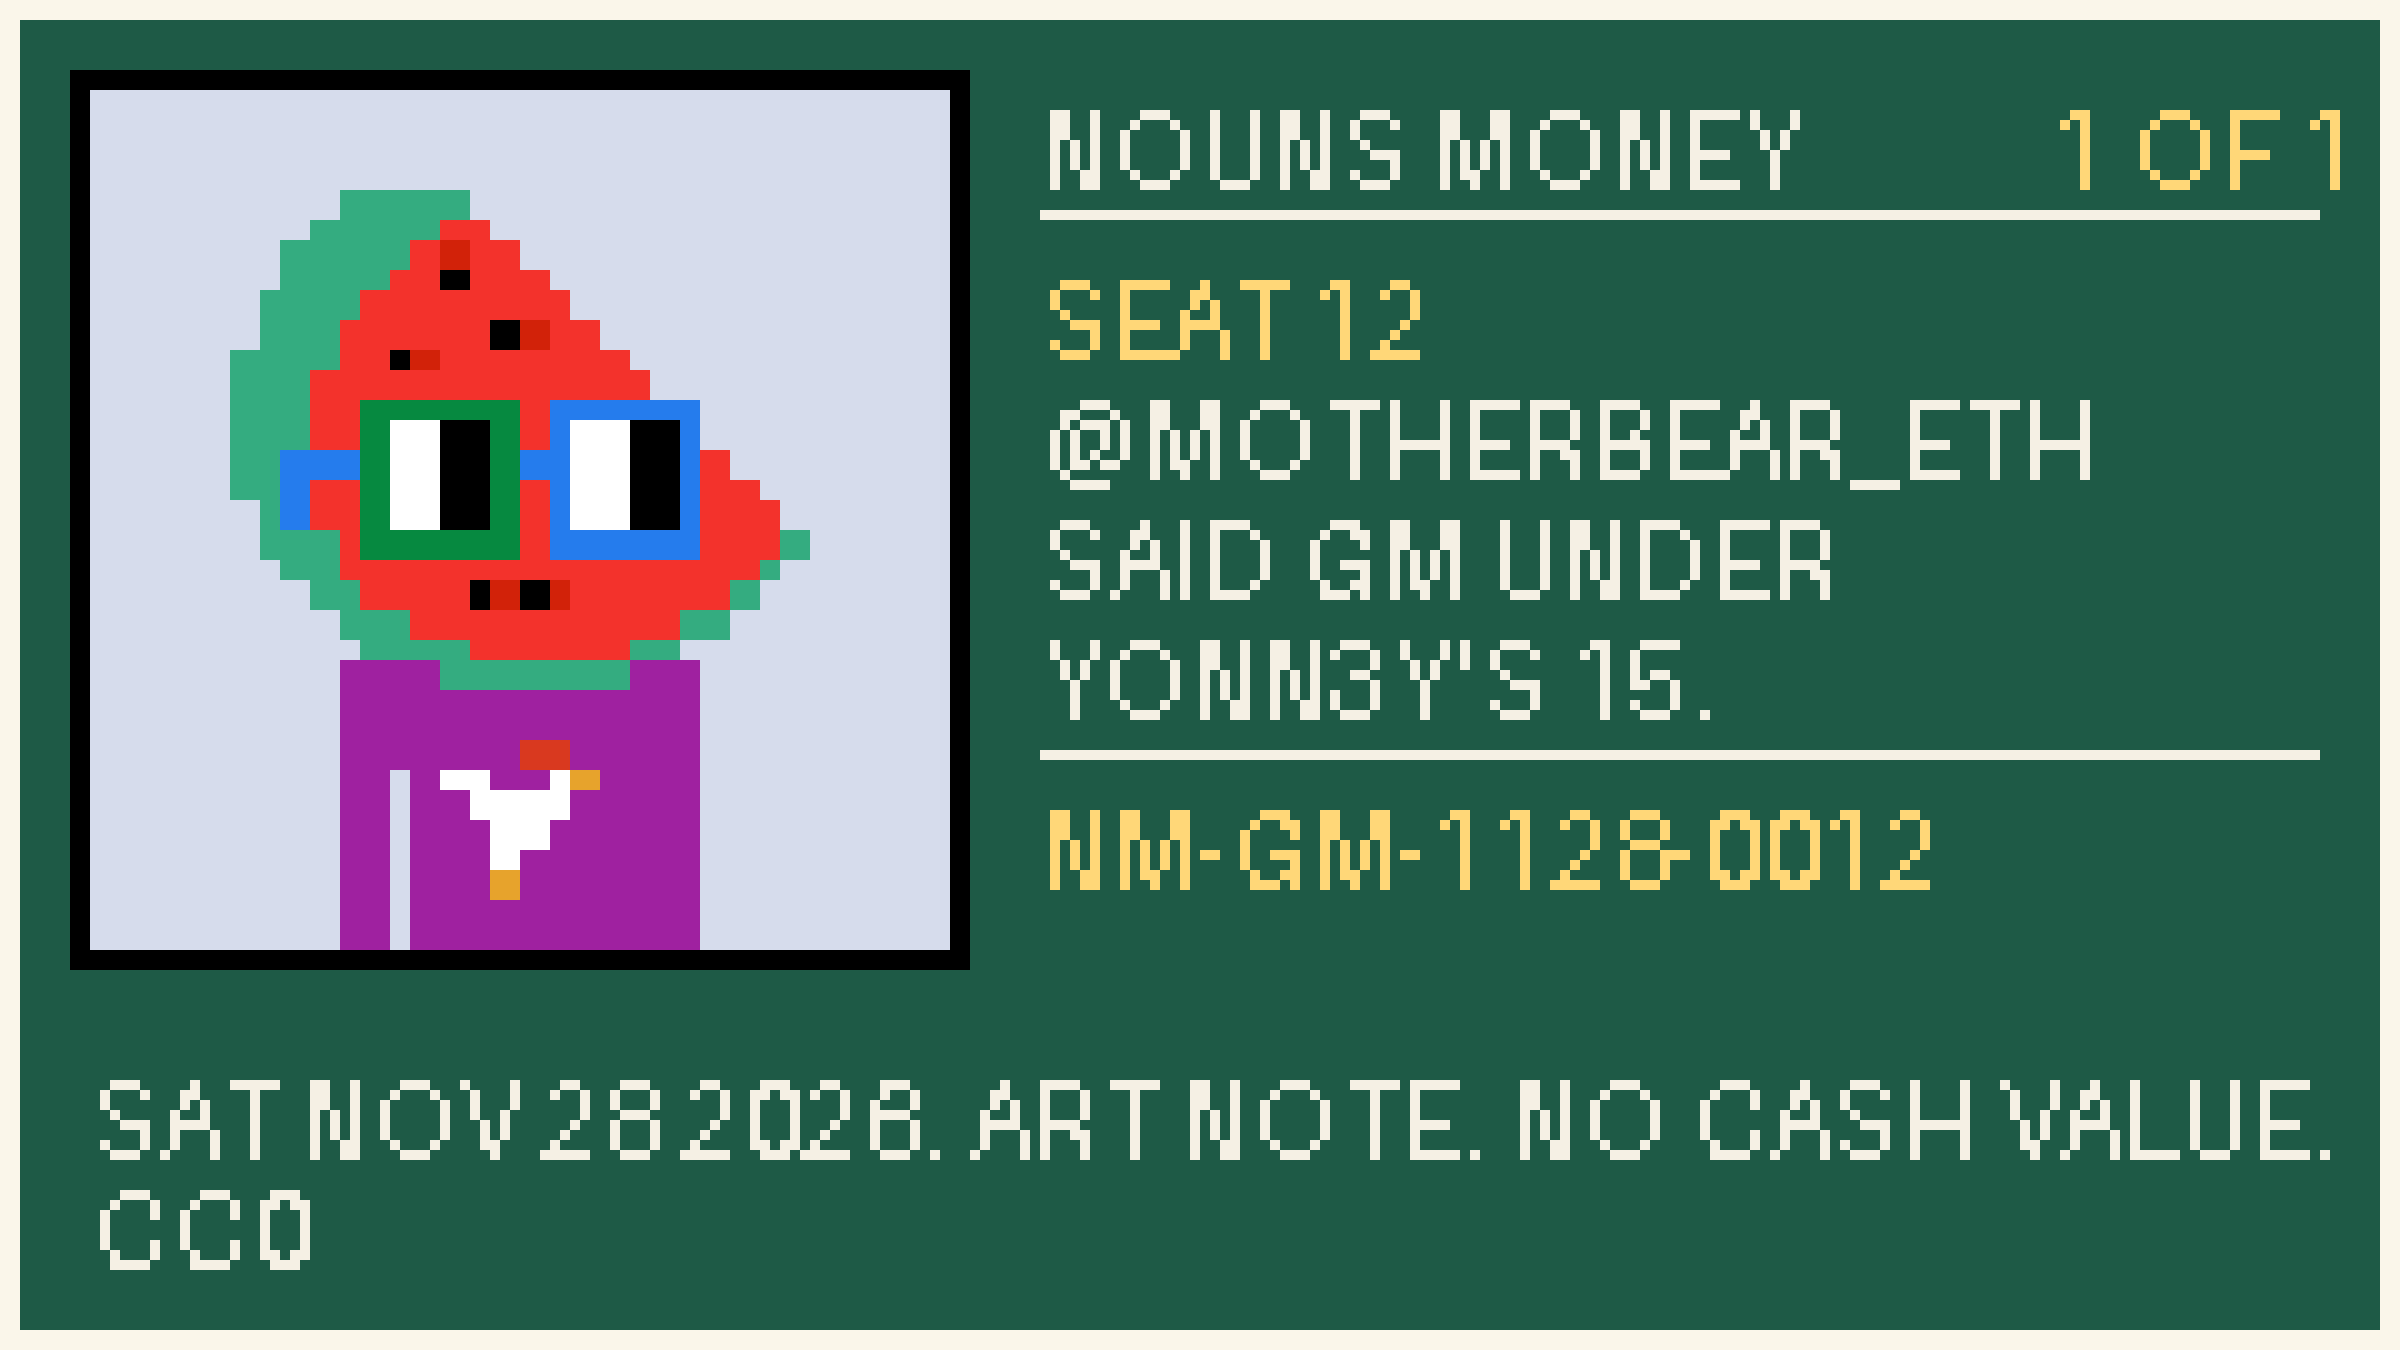 NOUNS MONEY 1 OF 1
SEAT 12
@MOTHERBEAR_ETH
SAID GM UNDER
YONN3Y'S 15.
NM-GM-1128-0012
SAT NOV 28 2026. ART NOTE. NO CASH VALUE.
CC0